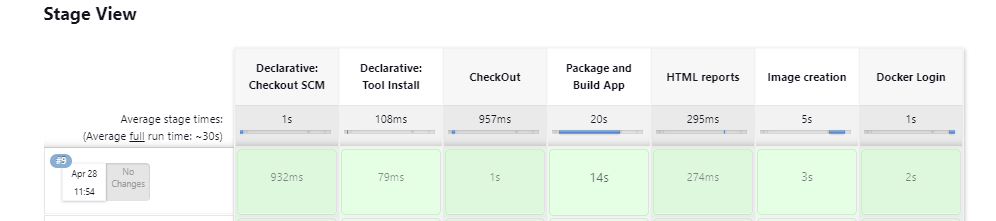 Stage View
Declarative:
Checkout SCM
Declarative:
Tool Install
CheckOut
Package and
Build App
HTML reports
Image creation
Docker Login
Average stage times:
(Average full run time: ~30s)
1s
108ms
957ms
20s
295ms
5s
1s
#9
Apr 28
11:54
No
Changes
932ms
79ms
1s
14s
274ms
3s
2s